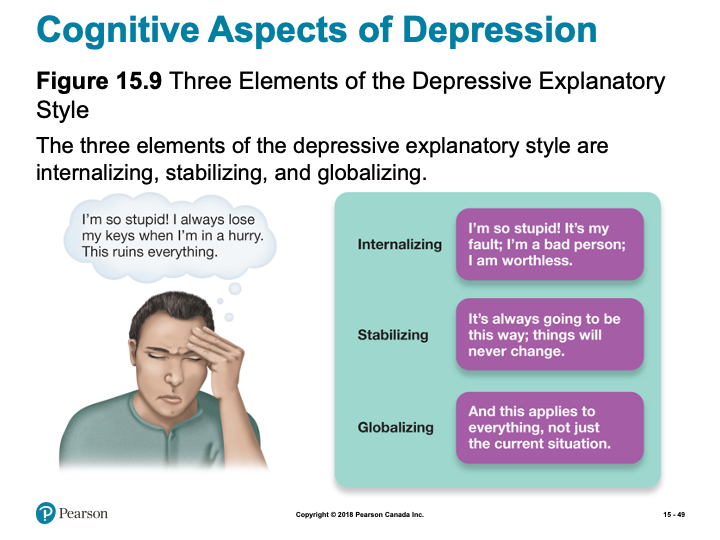 Cognitive Aspects of Depression
Figure 15.9 Three Elements of the Depressive Explanatory
Style
The three elements of the depressive explanatory style are
internalizing, stabilizing, and globalizing.
I'm so stupid! I always lose
my keys when I'm in a hurry.
This ruins everything.
Internalizing
I'm so stupid! It's my
fault; I'm a bad person;
I am worthless.
Stabilizing
It's always going to be
this way; things will
never change.
Globalizing
And this applies to
everything, not just
the current situation.
P Pearson
Copyright © 2018 Pearson Canada Inc.
15 - 49